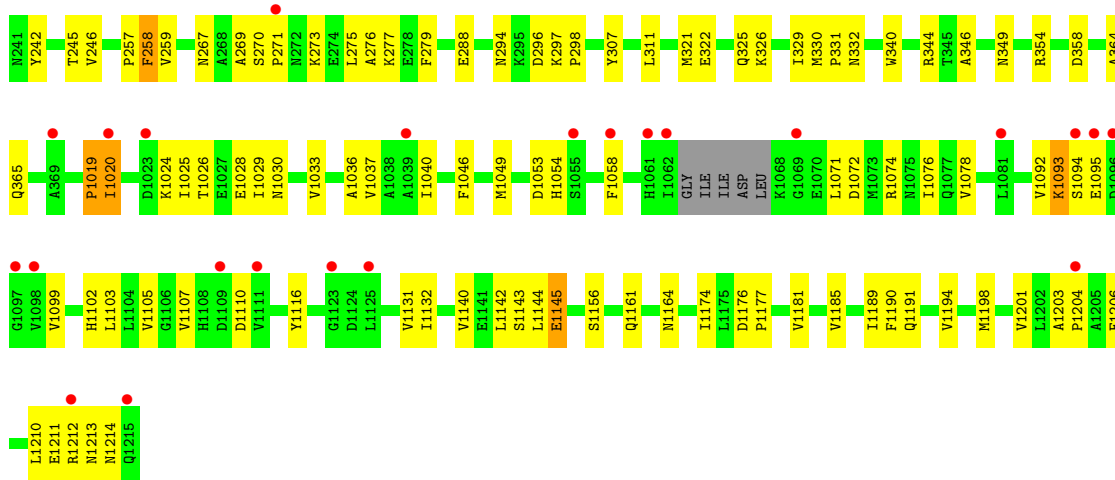 N241 Y242 T245 V246 P257 F258 V259 N267 A268 A269 S270 P271 N272 K273 E274 L275 A276 K277 E278 F279 E288 N294 K295 D296 K297 P298 Y307 L311 M321 E322 Q325 K326 I329 M330 P331 N332 W340 R344 T345 A346 N349 R354 D358 A364
Q365 A369 P1019 I1020 D1023 K1024 I1025 T1026 E1027 E1028 I1029 N1030 V1033 A1036 V1037 A1038 A1039 I1040 F1046 M1049 D1053 H1054 S1055 F1058 H1061 I1062 GLY ILE ILE ASP LEU K1068 G1069 E1070 L1071 D1072 M1073 R1074 N1075 I1076 Q1077 V1078 L1081 V1092 K1093 S1094 E1095
G1097 V1098 V1099 H1102 L1103 L1104 V1105 G1106 V1107 H1108 D1109 D1110 V1111 Y1116 G1123 D1124 L1125 V1131 I1132 V1140 E1141 L1142 S1143 L1144 E1145 S1156 Q1161 N1164 I1174 L1175 D1176 P1177 V1181 V1185 I1189 F1190 Q1191 V1194 M1198 V1201 L1202 A1203 P1204 A1205
L1210 E1211 R1212 N1213 N1214 Q1215